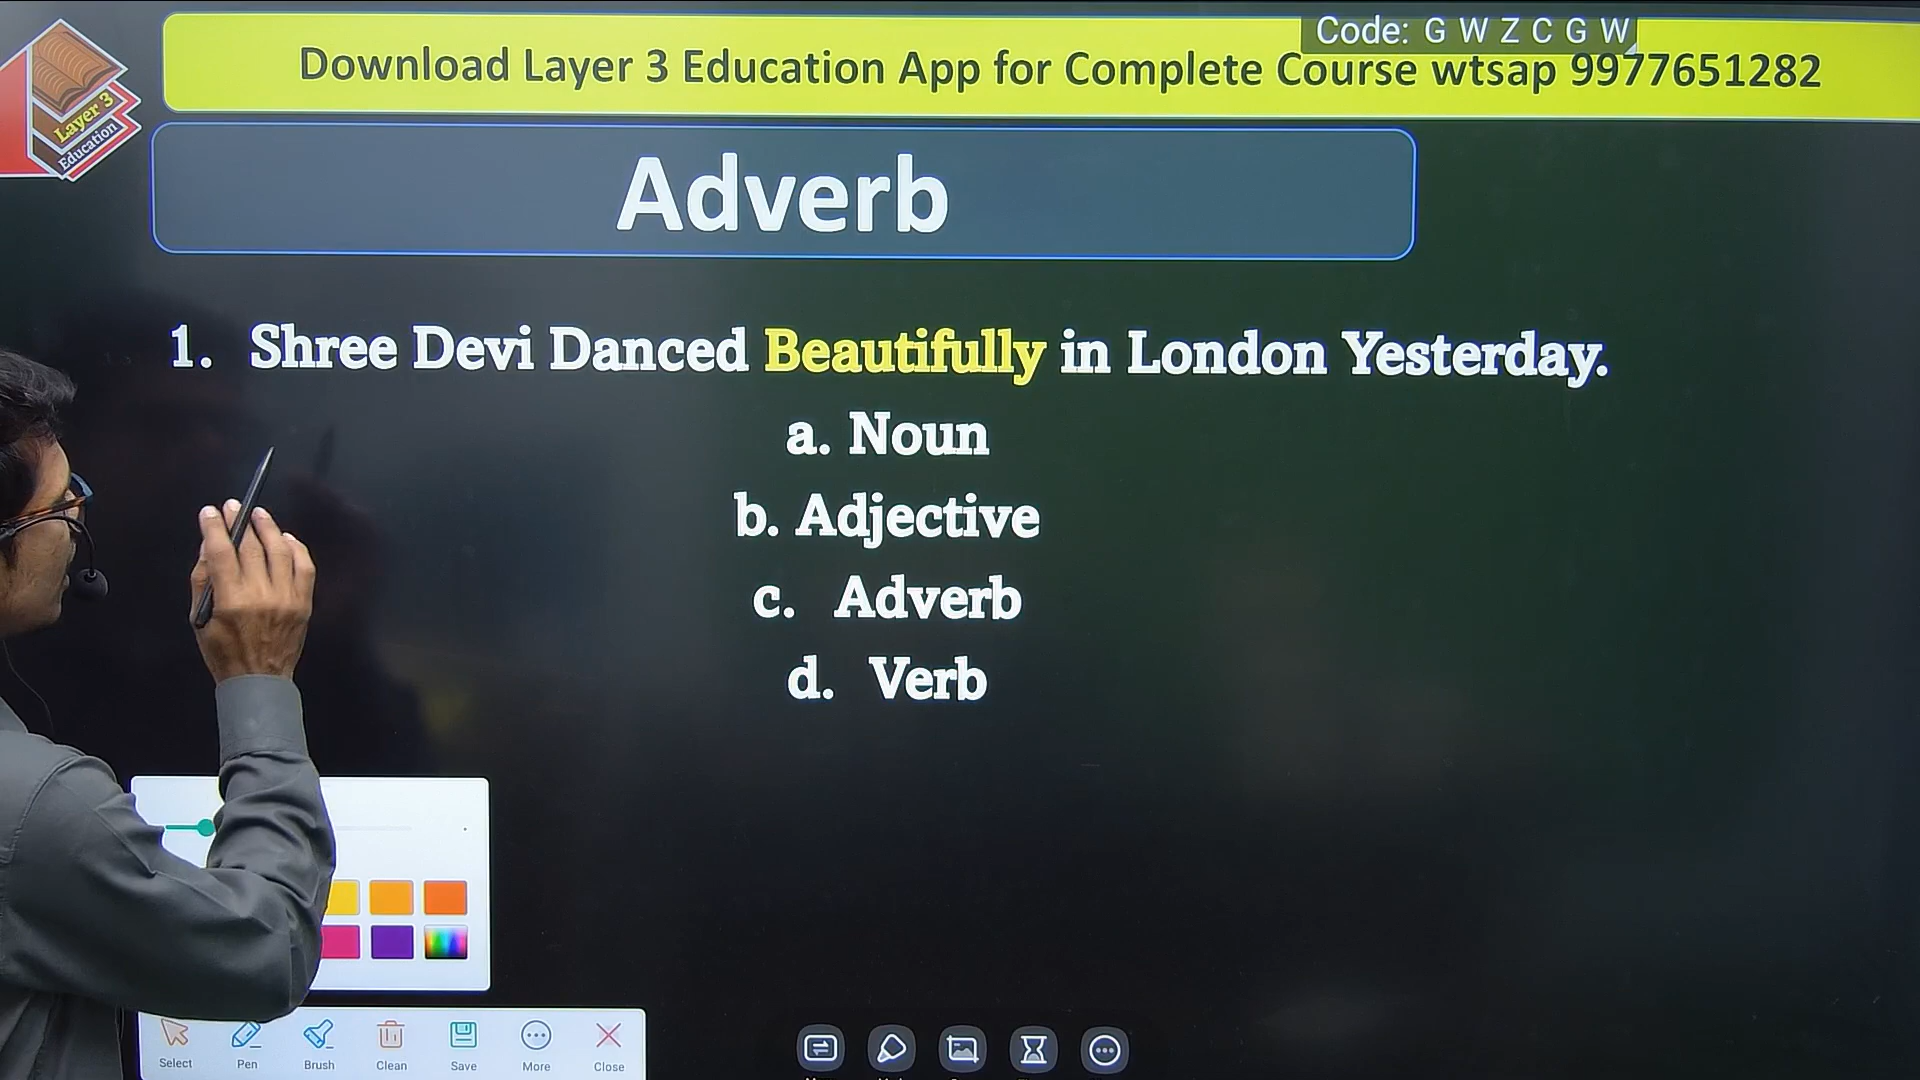 Code: G W Z C G W
Download Layer 3 Education App for Complete Course wtsap 9977651282
Layer 3
Education
Adverb
1. Shree Devi Danced Beautifully in London Yesterday.
a. Noun
b. Adjective
c. Adverb
d. Verb
Select Pen Brush Clean Save More Close